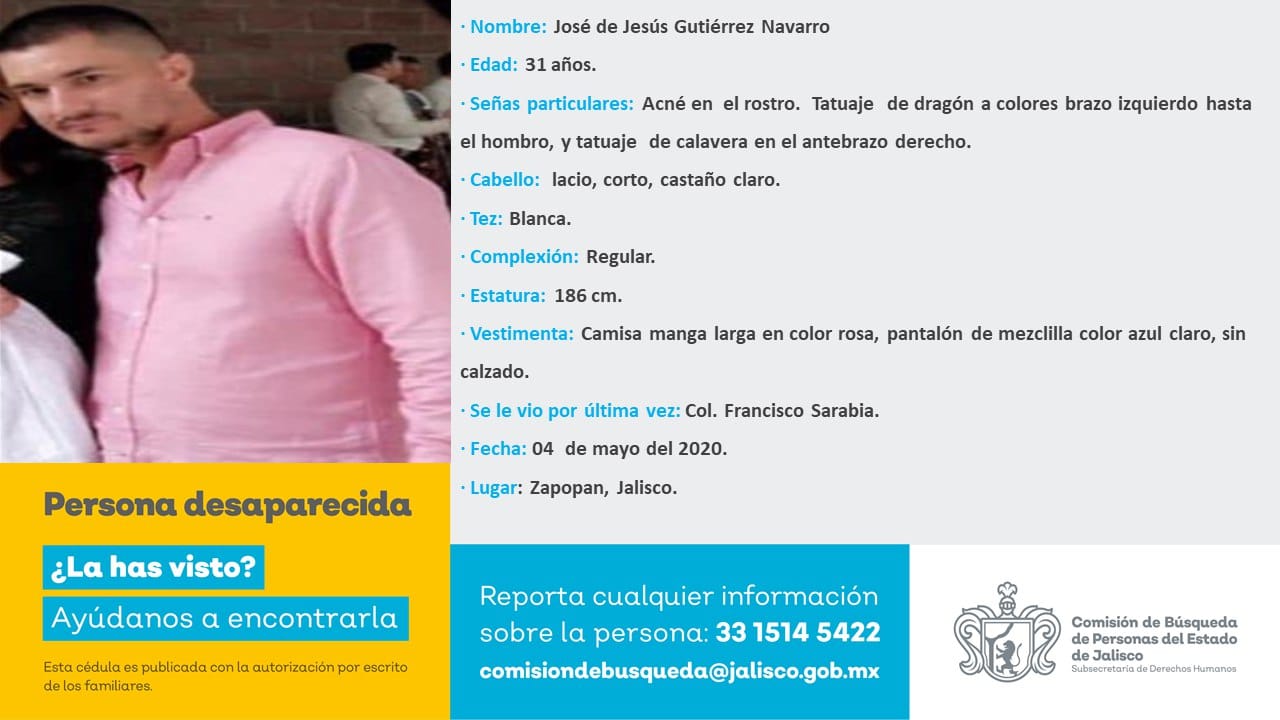 · Nombre: José de Jesús Gutiérrez Navarro
· Edad: 31 años.
· Señas particulares: Acné en el rostro. Tatuaje de dragón a colores brazo izquierdo hasta
el hombro, y tatuaje de calavera en el antebrazo derecho.
· Cabello: lacio, corto, castaño claro.
· Tez: Blanca.
· Complexión: Regular.
· Estatura: 186 cm.
· Vestimenta: Camisa manga larga en color rosa, pantalón de mezclilla color azul claro, sin
calzado.
· Se le vio por última vez: Col. Francisco Sarabia.
· Fecha: 04 de mayo del 2020.
· Lugar: Zapopan, Jalisco.
Persona desaparecida
¿La has visto?
Ayúdanos a encontrarla
Esta cédula es publicada con la autorización por escrito
de los familiares.
Reporta cualquier información
sobre la persona: 33 1514 5422
comisiondebusqueda@jalisco.gob.mx
Comisión de Búsqueda
de Personas del Estado
de Jalisco
Subsecretaría de Derechos Humanos